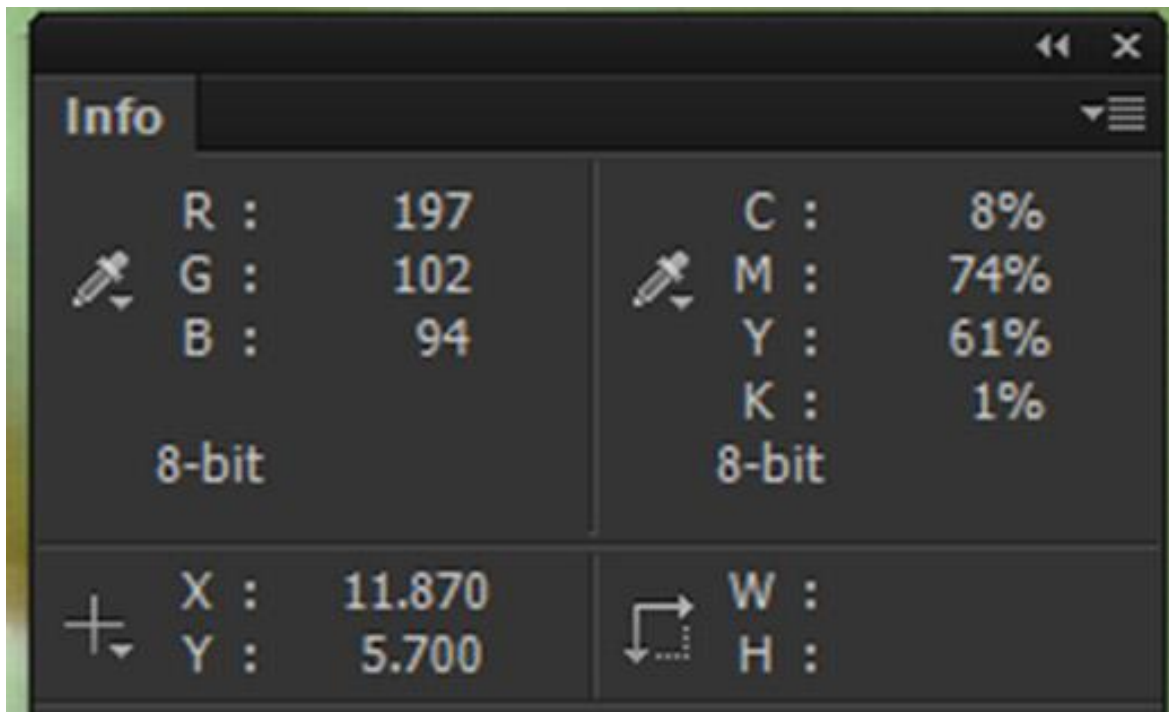 Info
R : 197
G : 102
B : 94
8-bit
C : 8%
M : 74%
Y : 61%
K : 1%
8-bit
X : 11.870
Y : 5.700
W :
H :